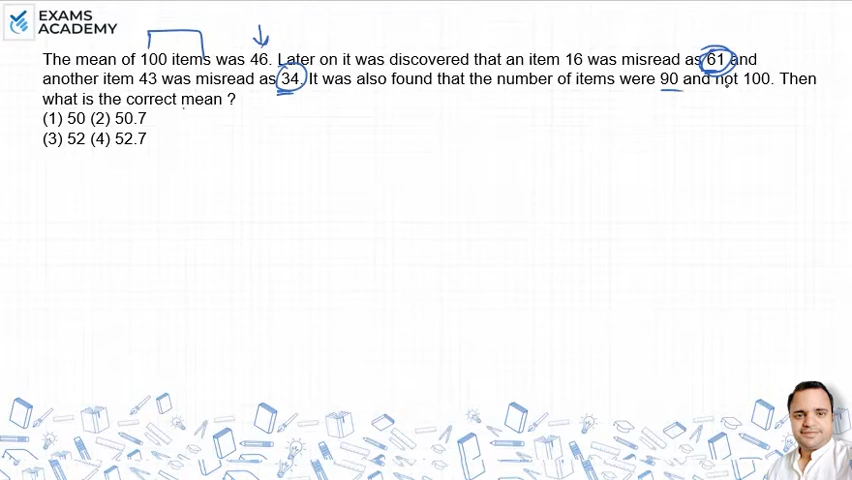 EXAMS
ACADEMY
The mean of 100 items was 46. Later on it was discovered that an item 16 was misread as 61 and
another item 43 was misread as 34. It was also found that the number of items were 90 and not 100. Then
what is the correct mean ?
(1) 50 (2) 50.7
(3) 52 (4) 52.7